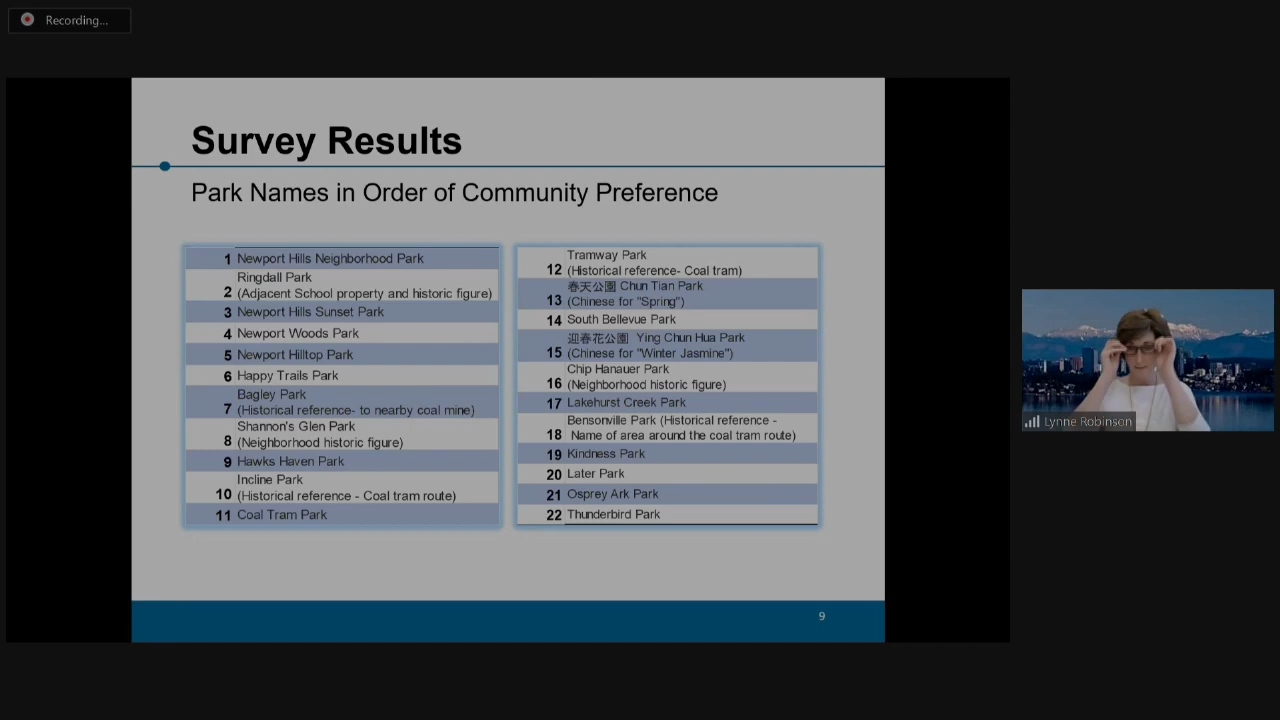 Recording...
Survey Results
Park Names in Order of Community Preference
1 Newport Hills Neighborhood Park
Ringdall Park
2 (Adjacent School property and historic figure)
3 Newport Hills Sunset Park
4 Newport Woods Park
5 Newport Hilltop Park
6 Happy Trails Park
Bagley Park
7 (Historical reference- to nearby coal mine)
Shannon's Glen Park
8 (Neighborhood historic figure)
9 Hawks Haven Park
Incline Park
10 (Historical reference - Coal tram route)
11 Coal Tram Park
Tramway Park
12 (Historical reference- Coal tram)
春天公園 Chun Tian Park
13 (Chinese for "Spring")
14 South Bellevue Park
迎春花公園 Ying Chun Hua Park
15 (Chinese for "Winter Jasmine")
Chip Hanauer Park
16 (Neighborhood historic figure)
17 Lakehurst Creek Park
Bensonville Park (Historical reference -
18 Name of area around the coal tram route)
19 Kindness Park
20 Later Park
21 Osprey Ark Park
22 Thunderbird Park
9
Lynne Robinson